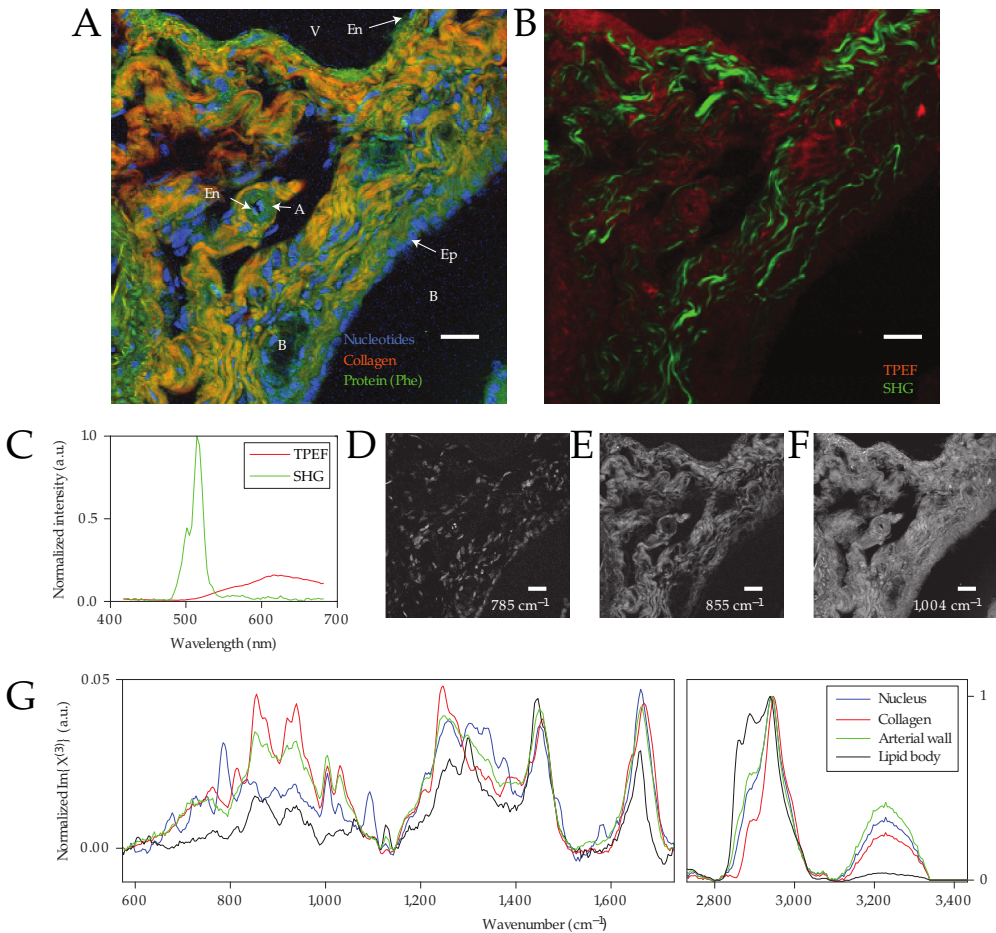 A
V
En
En
A
Ep
B
B
Nucleotides
Collagen
Protein (Phe)
B
TPEF
SHG
C
Normalized intensity (a.u.)
1.0
0.5
0.0
400 500 600 700
Wavelength (nm)
TPEF
SHG
D
785 cm⁻¹
E
855 cm⁻¹
F
1,004 cm⁻¹
G
Normalized Im{ X⁽³⁾} (a.u.)
0.05
0.00
600 800 1,000 1,200 1,400 1,600
2,800 3,000 3,200 3,400
1
0
Nucleus
Collagen
Arterial wall
Lipid body
Wavenumber (cm⁻¹)